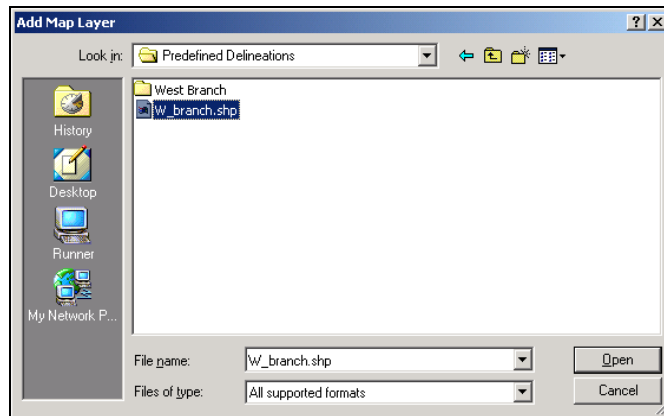 Add Map Layer
Look in: Predefined Delineations
West Branch
W_branch.shp
History
Desktop
Runner
My Network P...
File name: W_branch.shp Open
Files of type: All supported formats Cancel